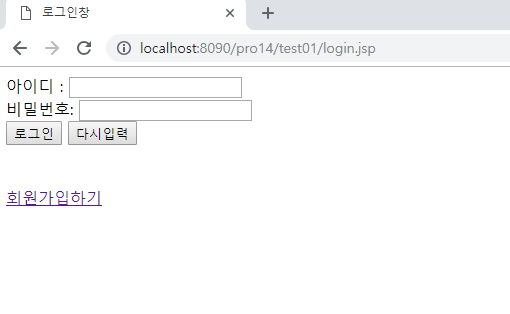 로그인창
localhost:8090/pro14/test01/login.jsp
아이디 :
비밀번호:
로그인 다시입력
회원가입하기